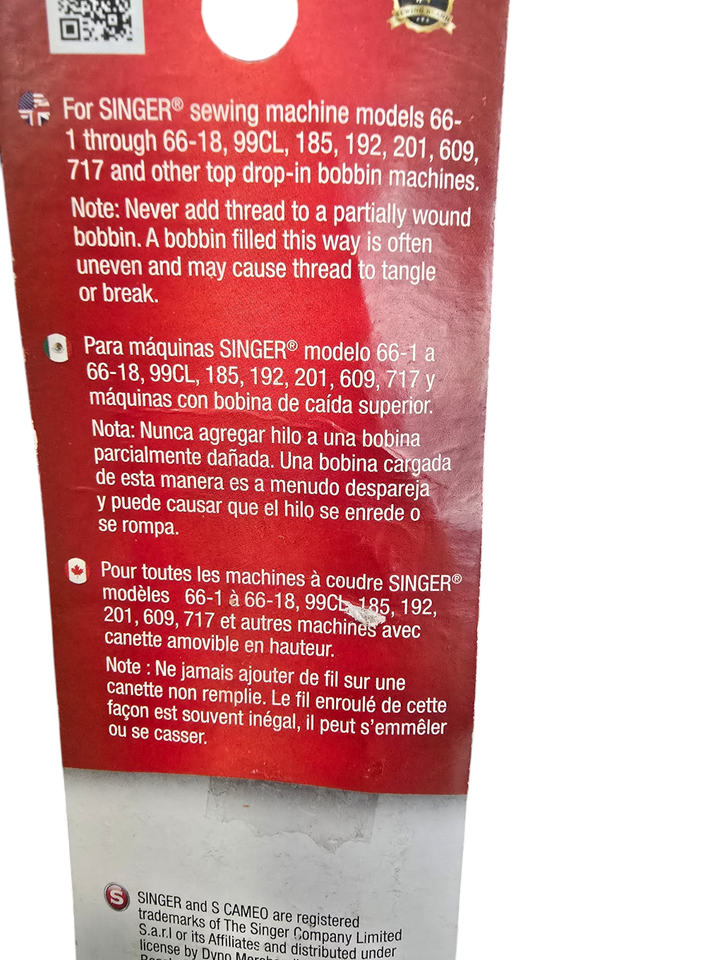 SEWING BRAND
For SINGER® sewing machine models 66-
1 through 66-18, 99CL, 185, 192, 201, 609,
717 and other top drop-in bobbin machines.
Note: Never add thread to a partially wound
bobbin. A bobbin filled this way is often
uneven and may cause thread to tangle
or break.
Para máquinas SINGER® modelo 66-1 a
66-18, 99CL, 185, 192, 201, 609, 717 y
máquinas con bobina de caída superior.
Nota: Nunca agregar hilo a una bobina
parcialmente dañada. Una bobina cargada
de esta manera es a menudo despareja
y puede causar que el hilo se enrede o
se rompa.
Pour toutes les machines à coudre SINGER®
modèles 66-1 à 66-18, 99CL, 185, 192,
201, 609, 717 et autres machines avec
canette amovible en hauteur.
Note : Ne jamais ajouter de fil sur une
canette non remplie. Le fil enroulé de cette
façon est souvent inégal, il peut s'emmêler
ou se casser.
S
SINGER and S CAMEO are registered
trademarks of The Singer Company Limited
S.a.r.l or its Affiliates and distributed under
license by Dyno